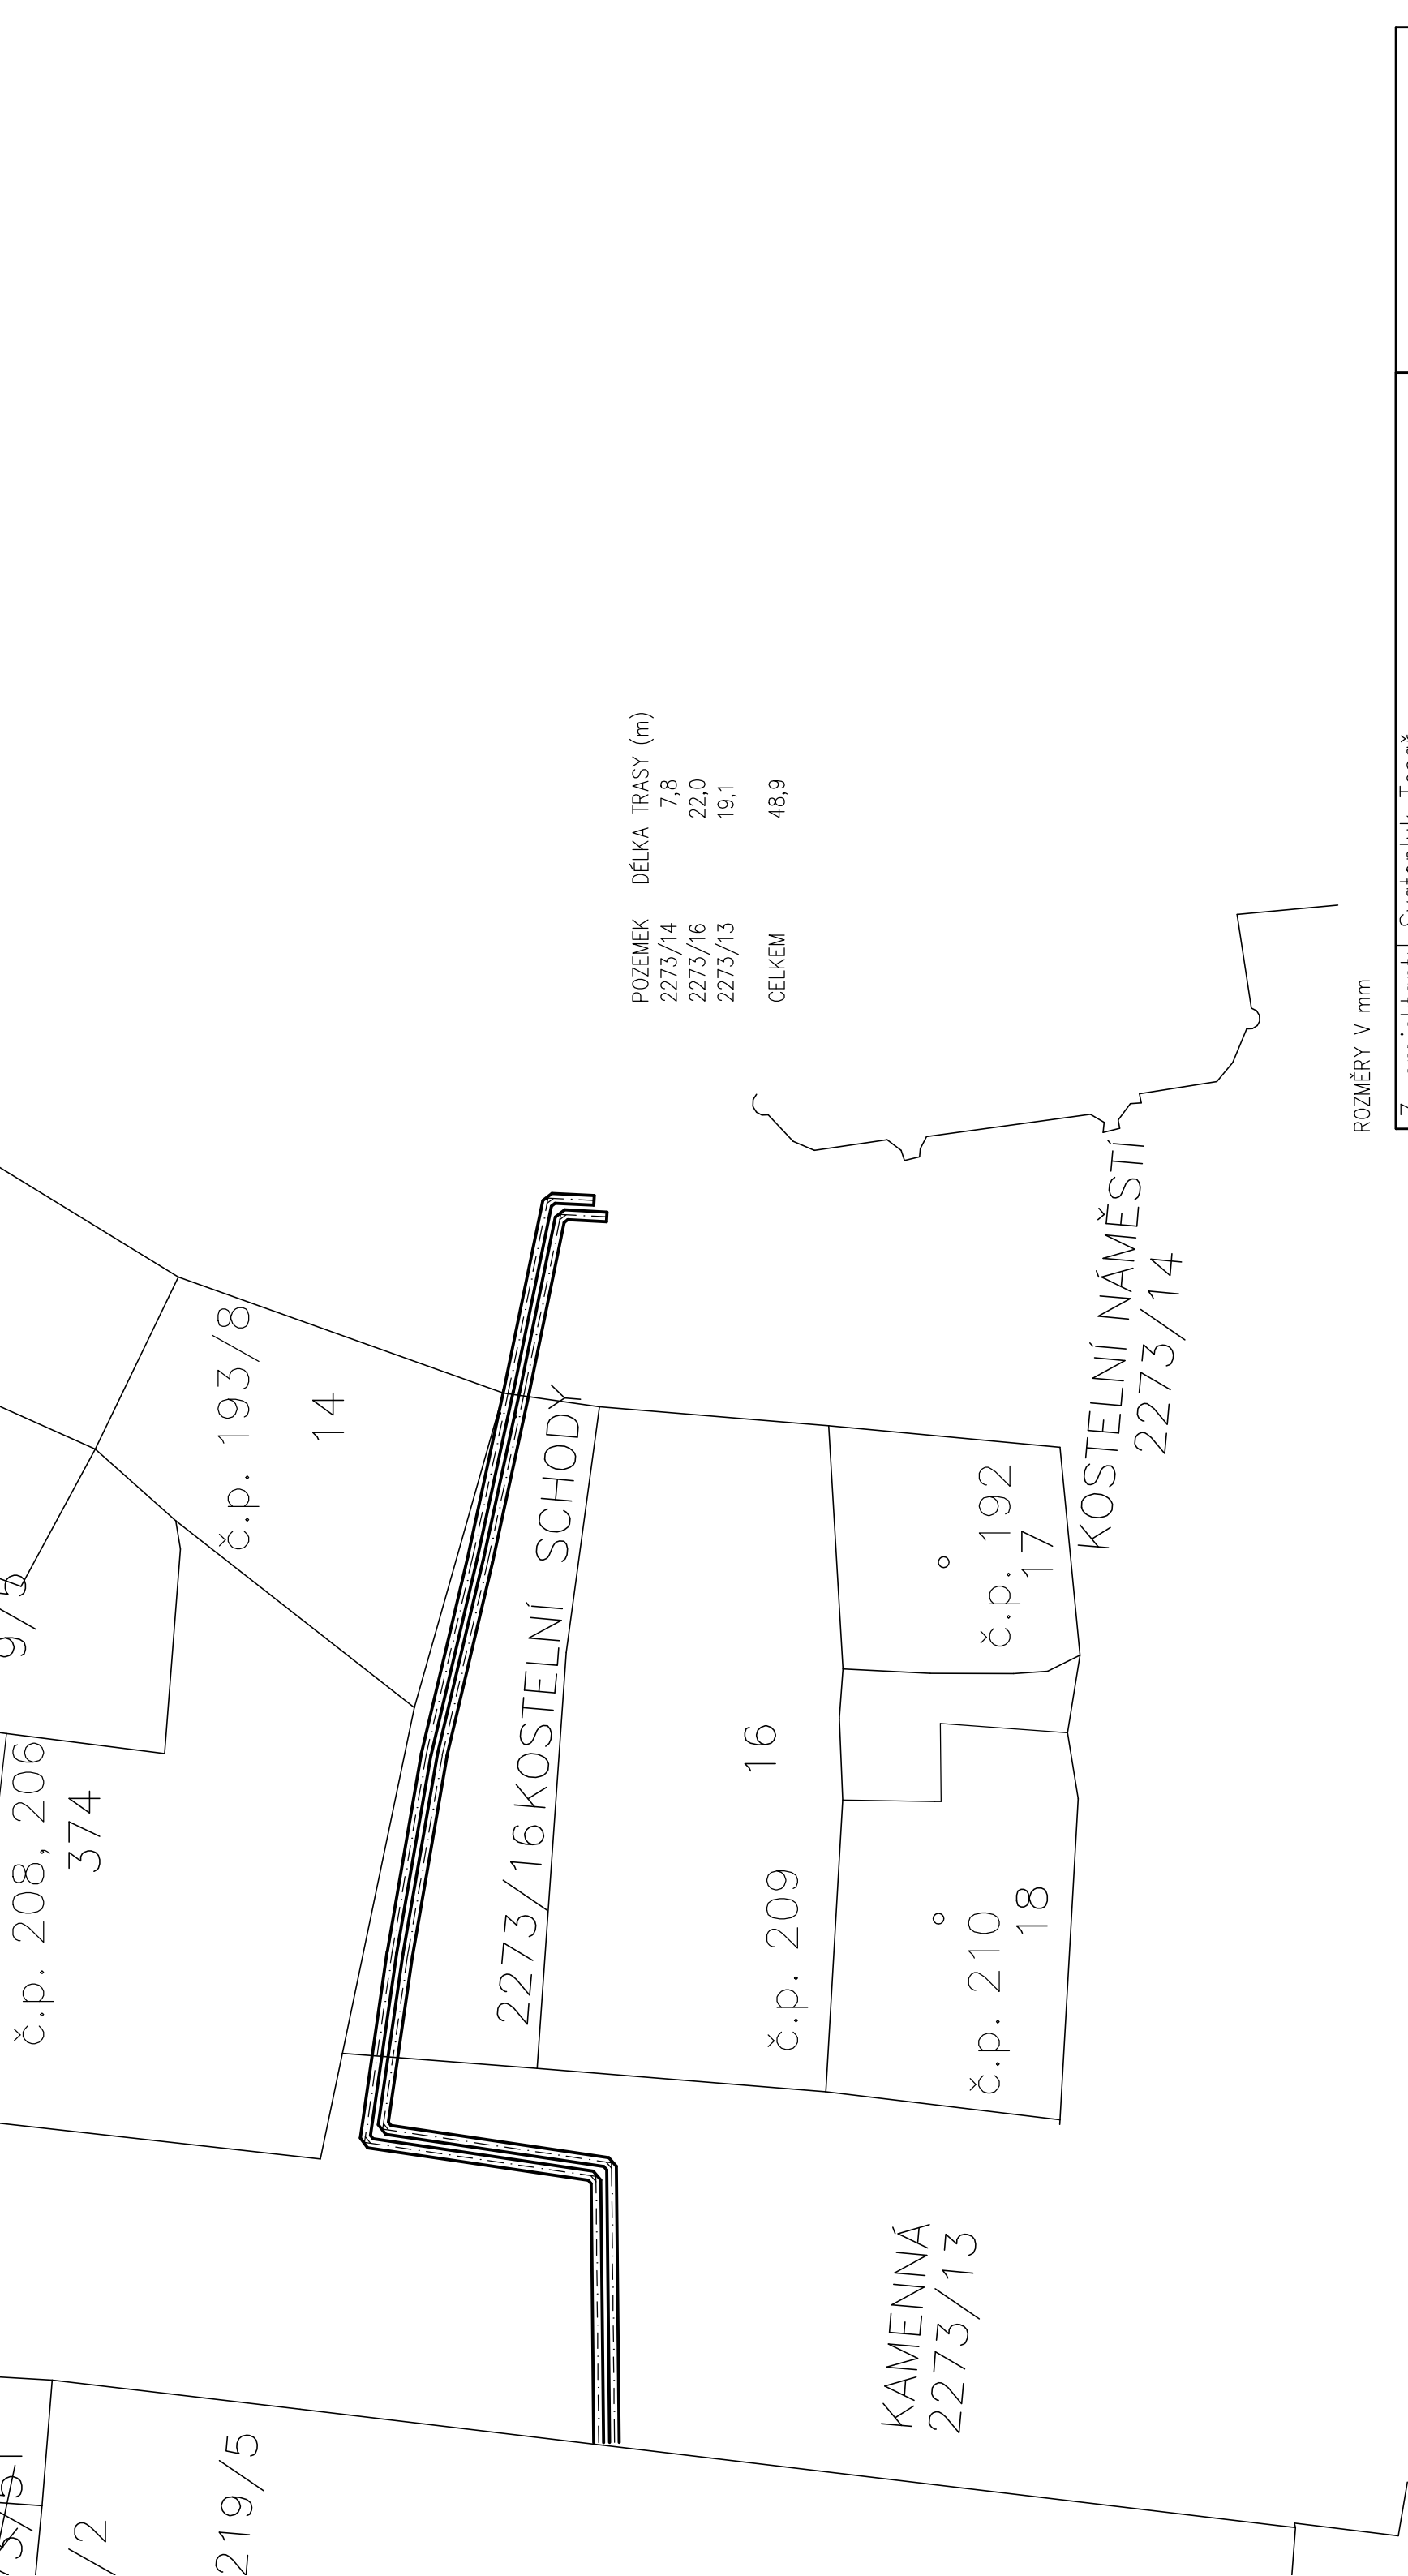 č.p. 208, 206
374
č.p. 193/8
14
9/5
2273/16 KOSTELNÍ SCHODY
16
č.p. 209
č.p. 192
17
č.p. 210
18
KOSTELNÍ NÁMĚSTÍ
2273/14
KAMENNÁ
2273/13
219/5
/2
POZEMEK DÉLKA TRASY (m)
2273/14 7,8
2273/16 22,0
2273/13 19,1
CELKEM 48,9
ROZMĚRY V mm